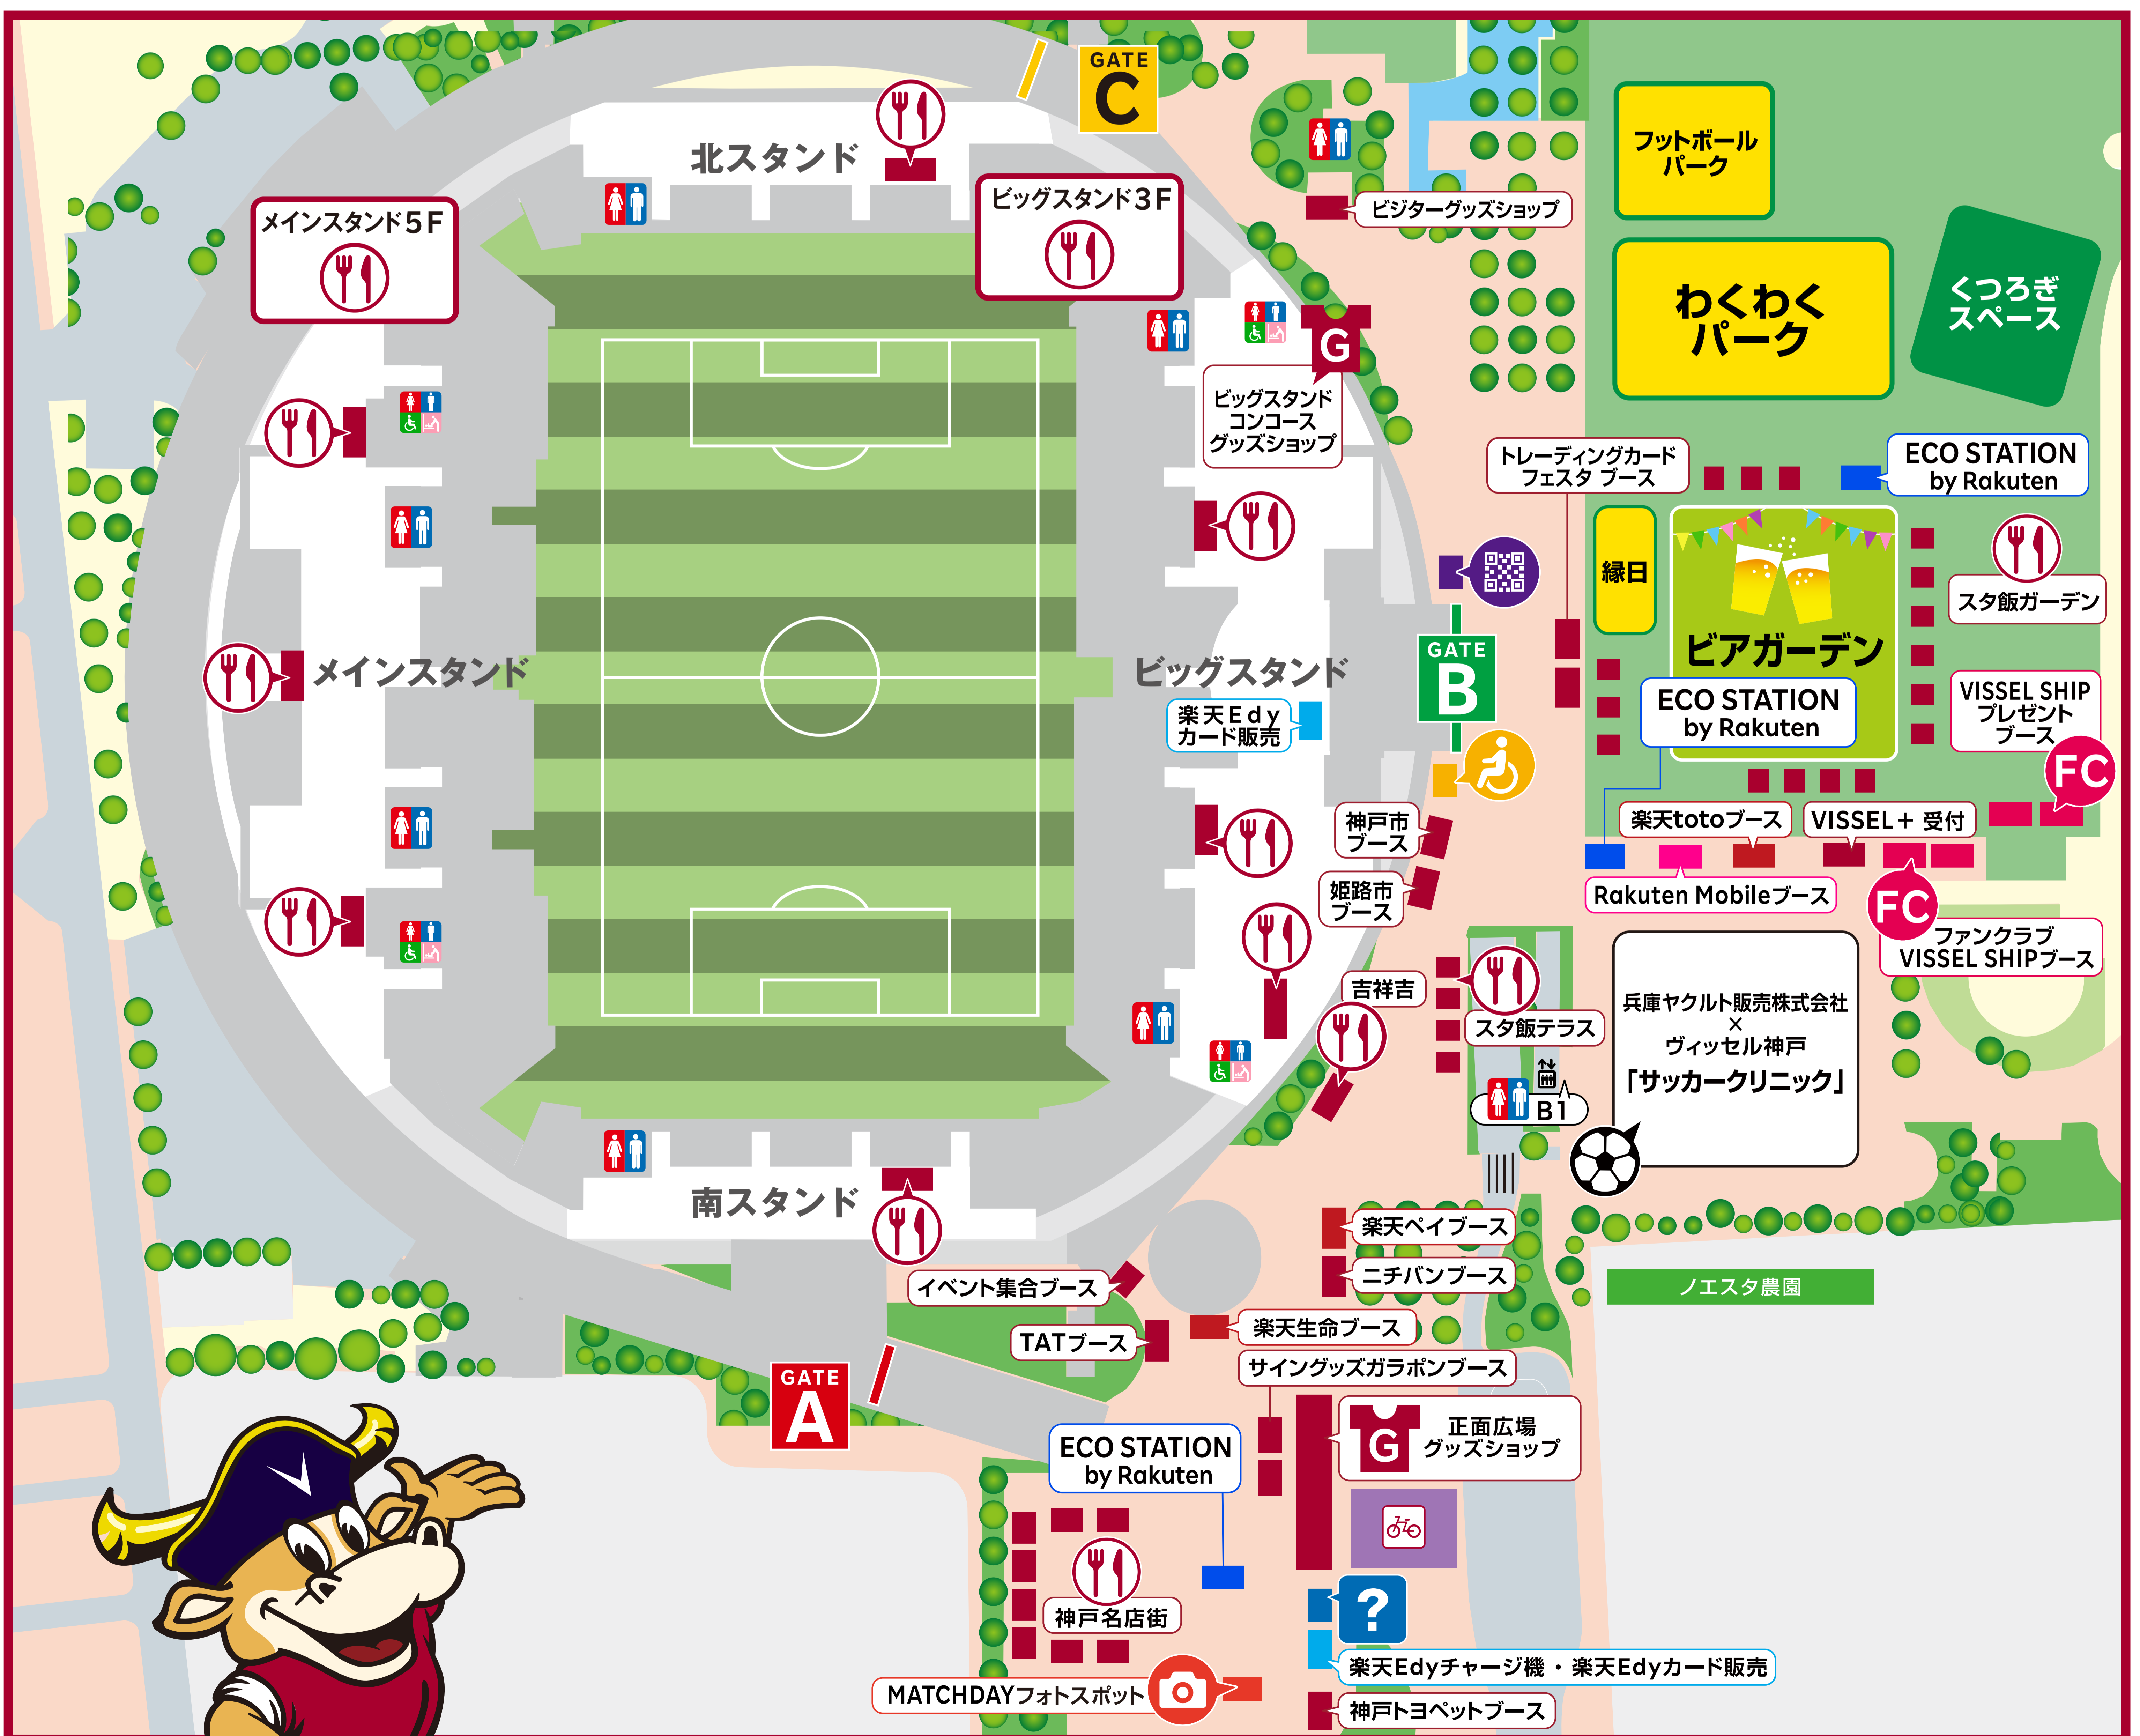 GATE
C
北スタンド
メインスタンド5F
ビッグスタンド3F
ビジターグッズショップ
フットボール
パーク
わくわく
パーク
くつろぎ
スペース
G
ビッグスタンド
コンコース
グッズショップ
トレーディングカード
フェスタ ブース
ECO STATION
by Rakuten
縁日
ビアガーデン
スタ飯ガーデン
メインスタンド
ビッグスタンド
GATE
B
楽天Edy
カード販売
ECO STATION
by Rakuten
VISSEL SHIP
プレゼント
ブース
FC
神戸市
ブース
姫路市
ブース
楽天totoブース
VISSEL＋ 受付
Rakuten Mobileブース
FC
ファンクラブ
VISSEL SHIPブース
吉祥吉
スタ飯テラス
B1
兵庫ヤクルト販売株式会社
×
ヴィッセル神戸
「サッカークリニック」
南スタンド
楽天ペイブース
ニチバンブース
イベント集合ブース
TATブース
楽天生命ブース
ノエスタ農園
サイングッズガラポンブース
GATE
A
G
正面広場
グッズショップ
ECO STATION
by Rakuten
神戸名店街
?
楽天Edyチャージ機・楽天Edyカード販売
MATCHDAYフォトスポット
神戸トヨペットブース